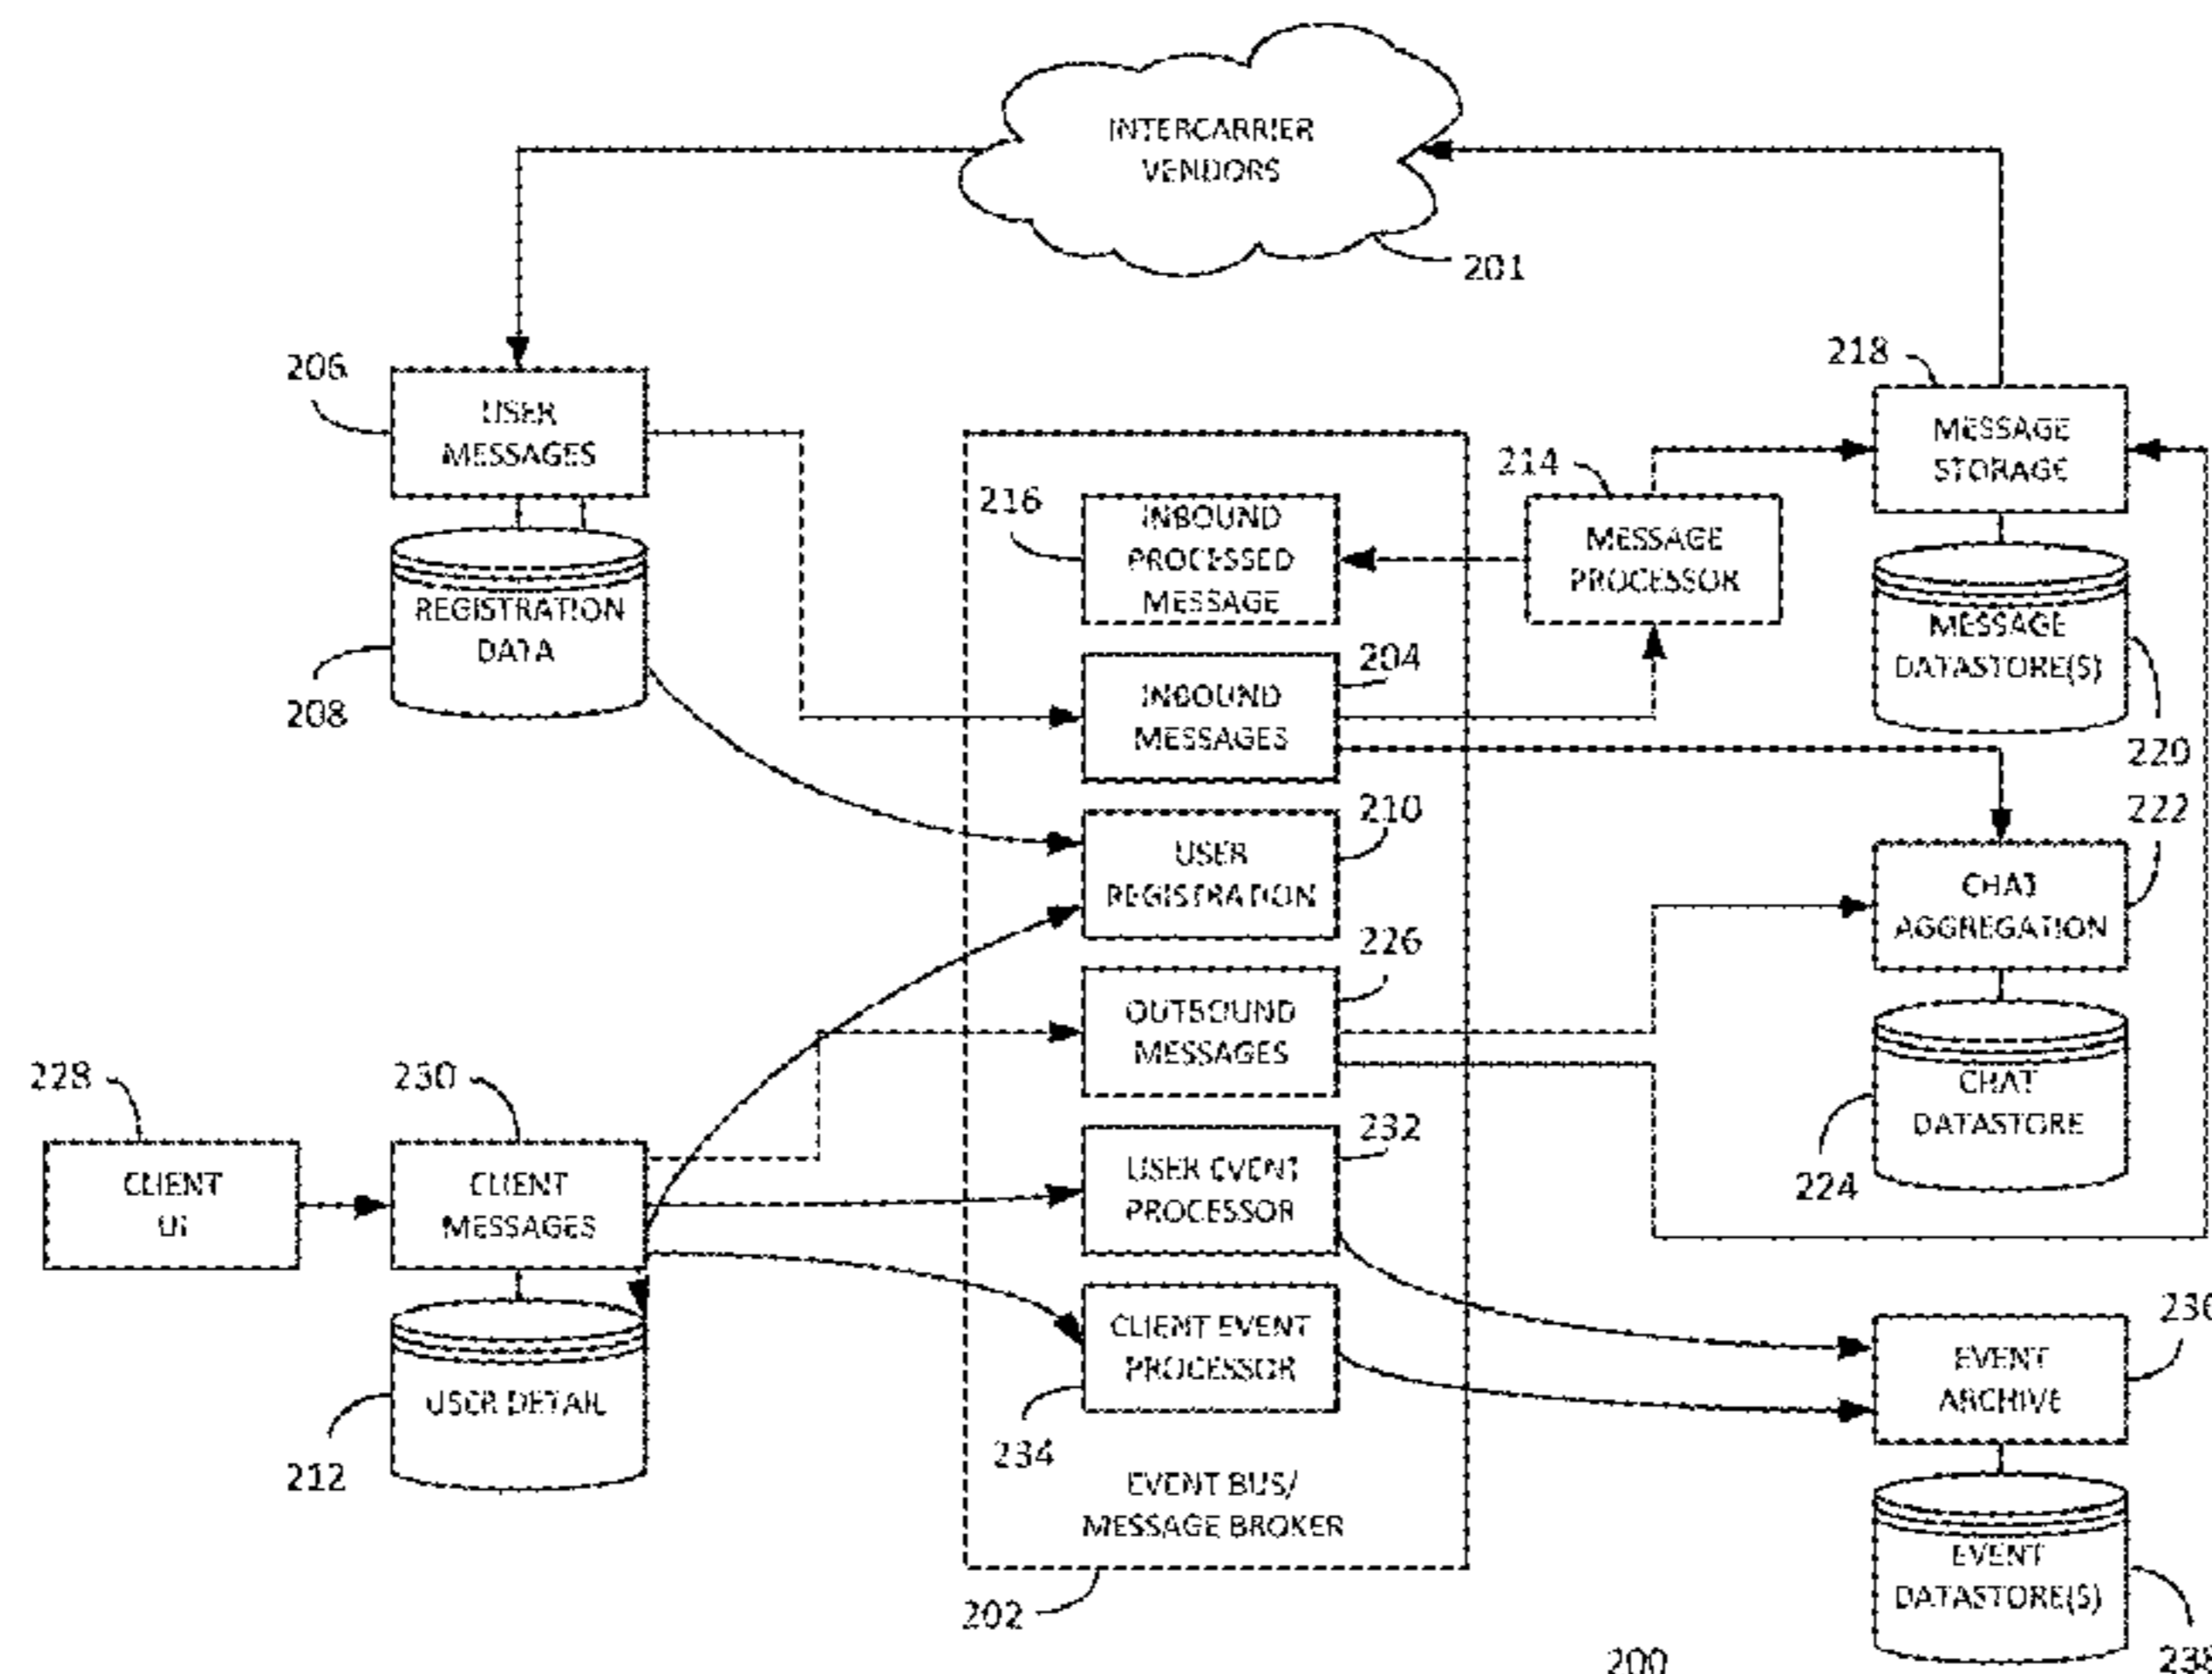 INTERCARRIER
VENDORS
201
206
USER
MESSAGES
218
MESSAGE
STORAGE
214
MESSAGE
PROCESSOR
216
INBOUND
PROCESSED
MESSAGE
REGISTRATION
DATA
208
204
INBOUND
MESSAGES
MESSAGE
DATASTORE(S)
220
210
USER
REGISTRATION
222
CHAT
AGGREGATION
226
OUTBOUND
MESSAGES
CHAT
DATASTORE
224
228
CLIENT
UI
230
CLIENT
MESSAGES
232
USER EVENT
PROCESSOR
USER DETAIL
212
CLIENT EVENT
PROCESSOR
234
236
EVENT
ARCHIVE
EVENT BUS/
MESSAGE BROKER
202
EVENT
DATASTORE(S)
238
200